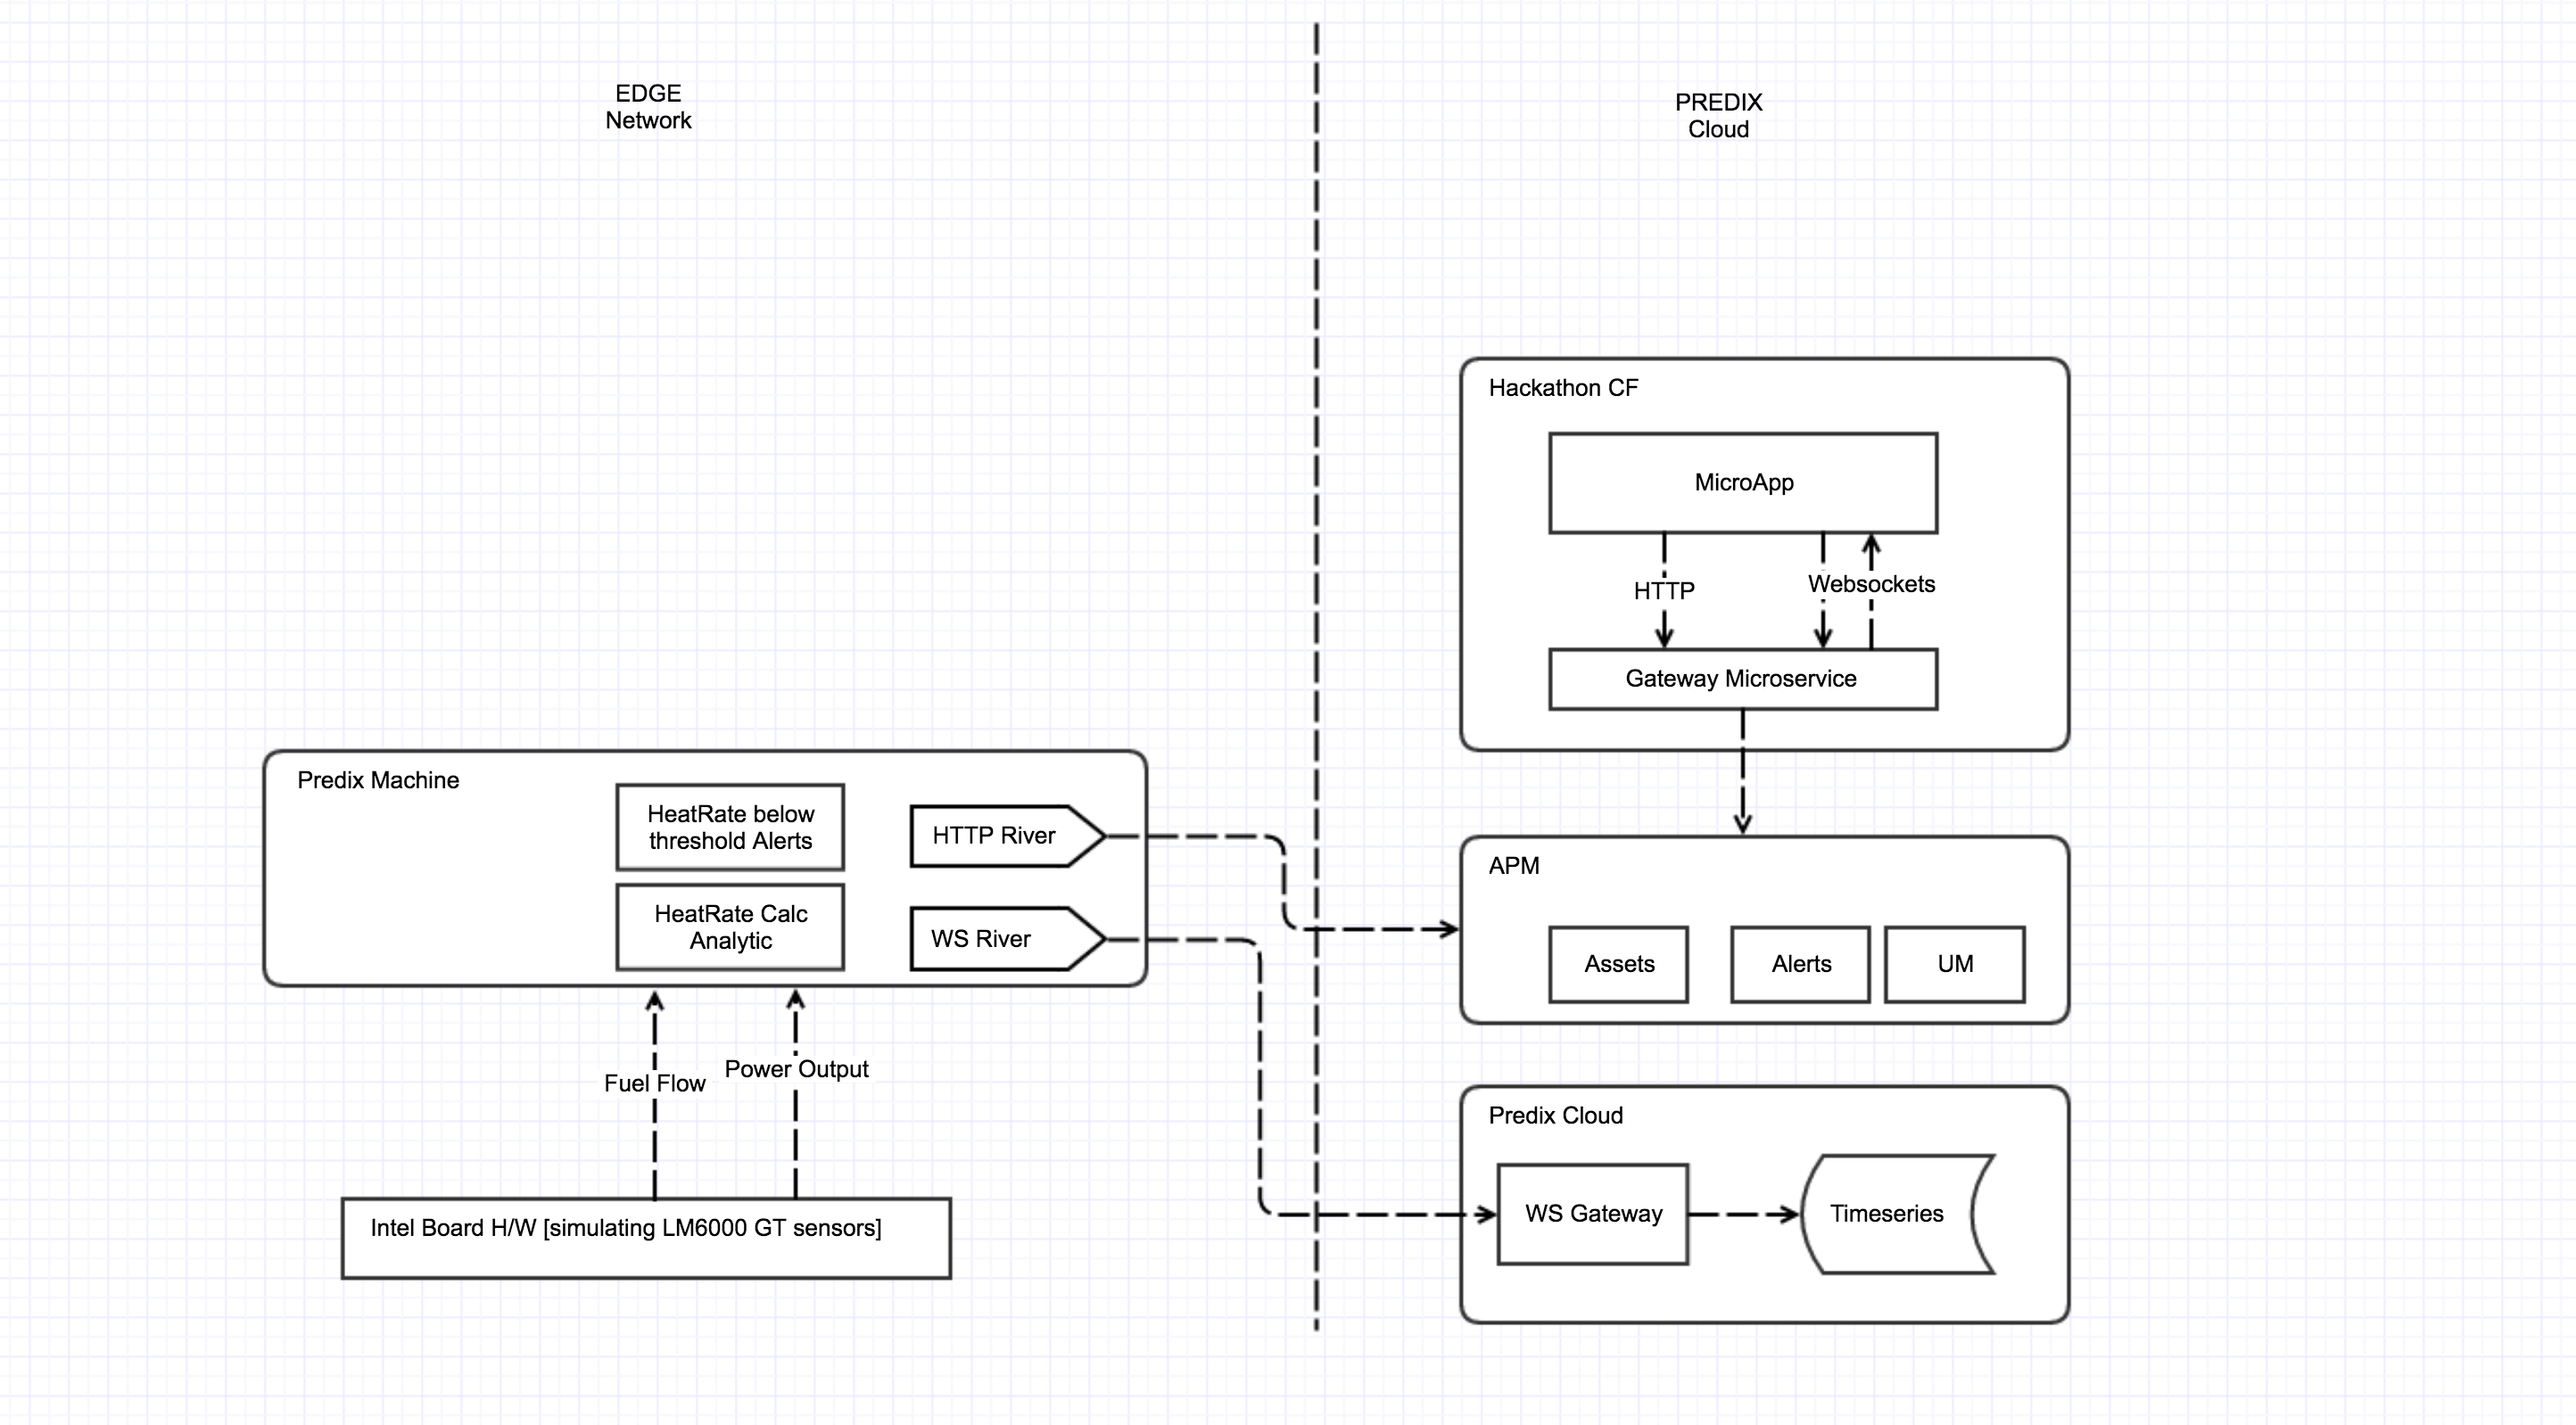 EDGE
Network
PREDIX
Cloud
Hackathon CF
MicroApp
HTTP
Websockets
Gateway Microservice
Predix Machine
HeatRate below
threshold Alerts
HTTP River
HeatRate Calc
Analytic
WS River
APM
Assets
Alerts
UM
Fuel Flow
Power Output
Predix Cloud
WS Gateway
Timeseries
Intel Board H/W [simulating LM6000 GT sensors]